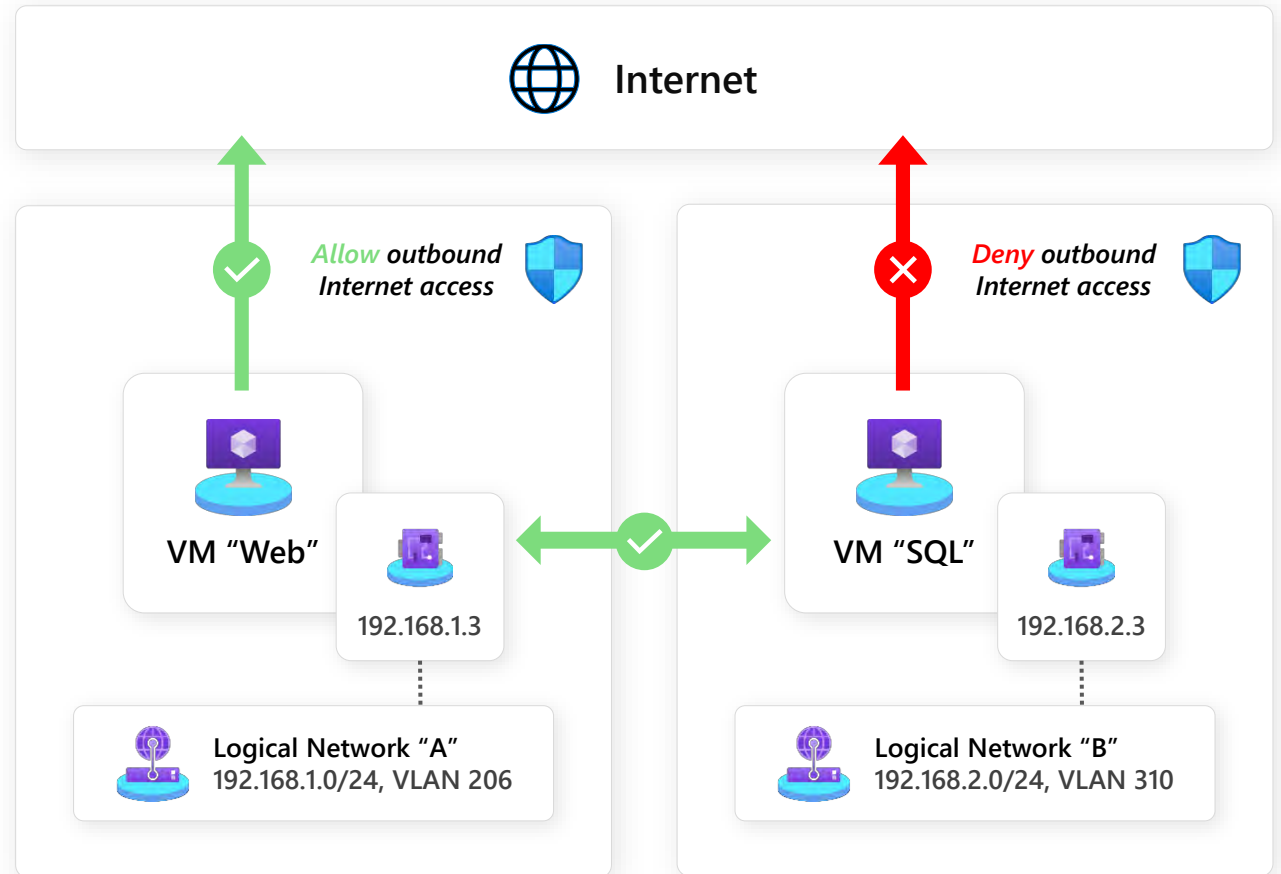 Internet
Allow outbound
Internet access
Deny outbound
Internet access
VM “Web”
192.168.1.3
VM “SQL”
192.168.2.3
Logical Network “A”
192.168.1.0/24, VLAN 206
Logical Network “B”
192.168.2.0/24, VLAN 310